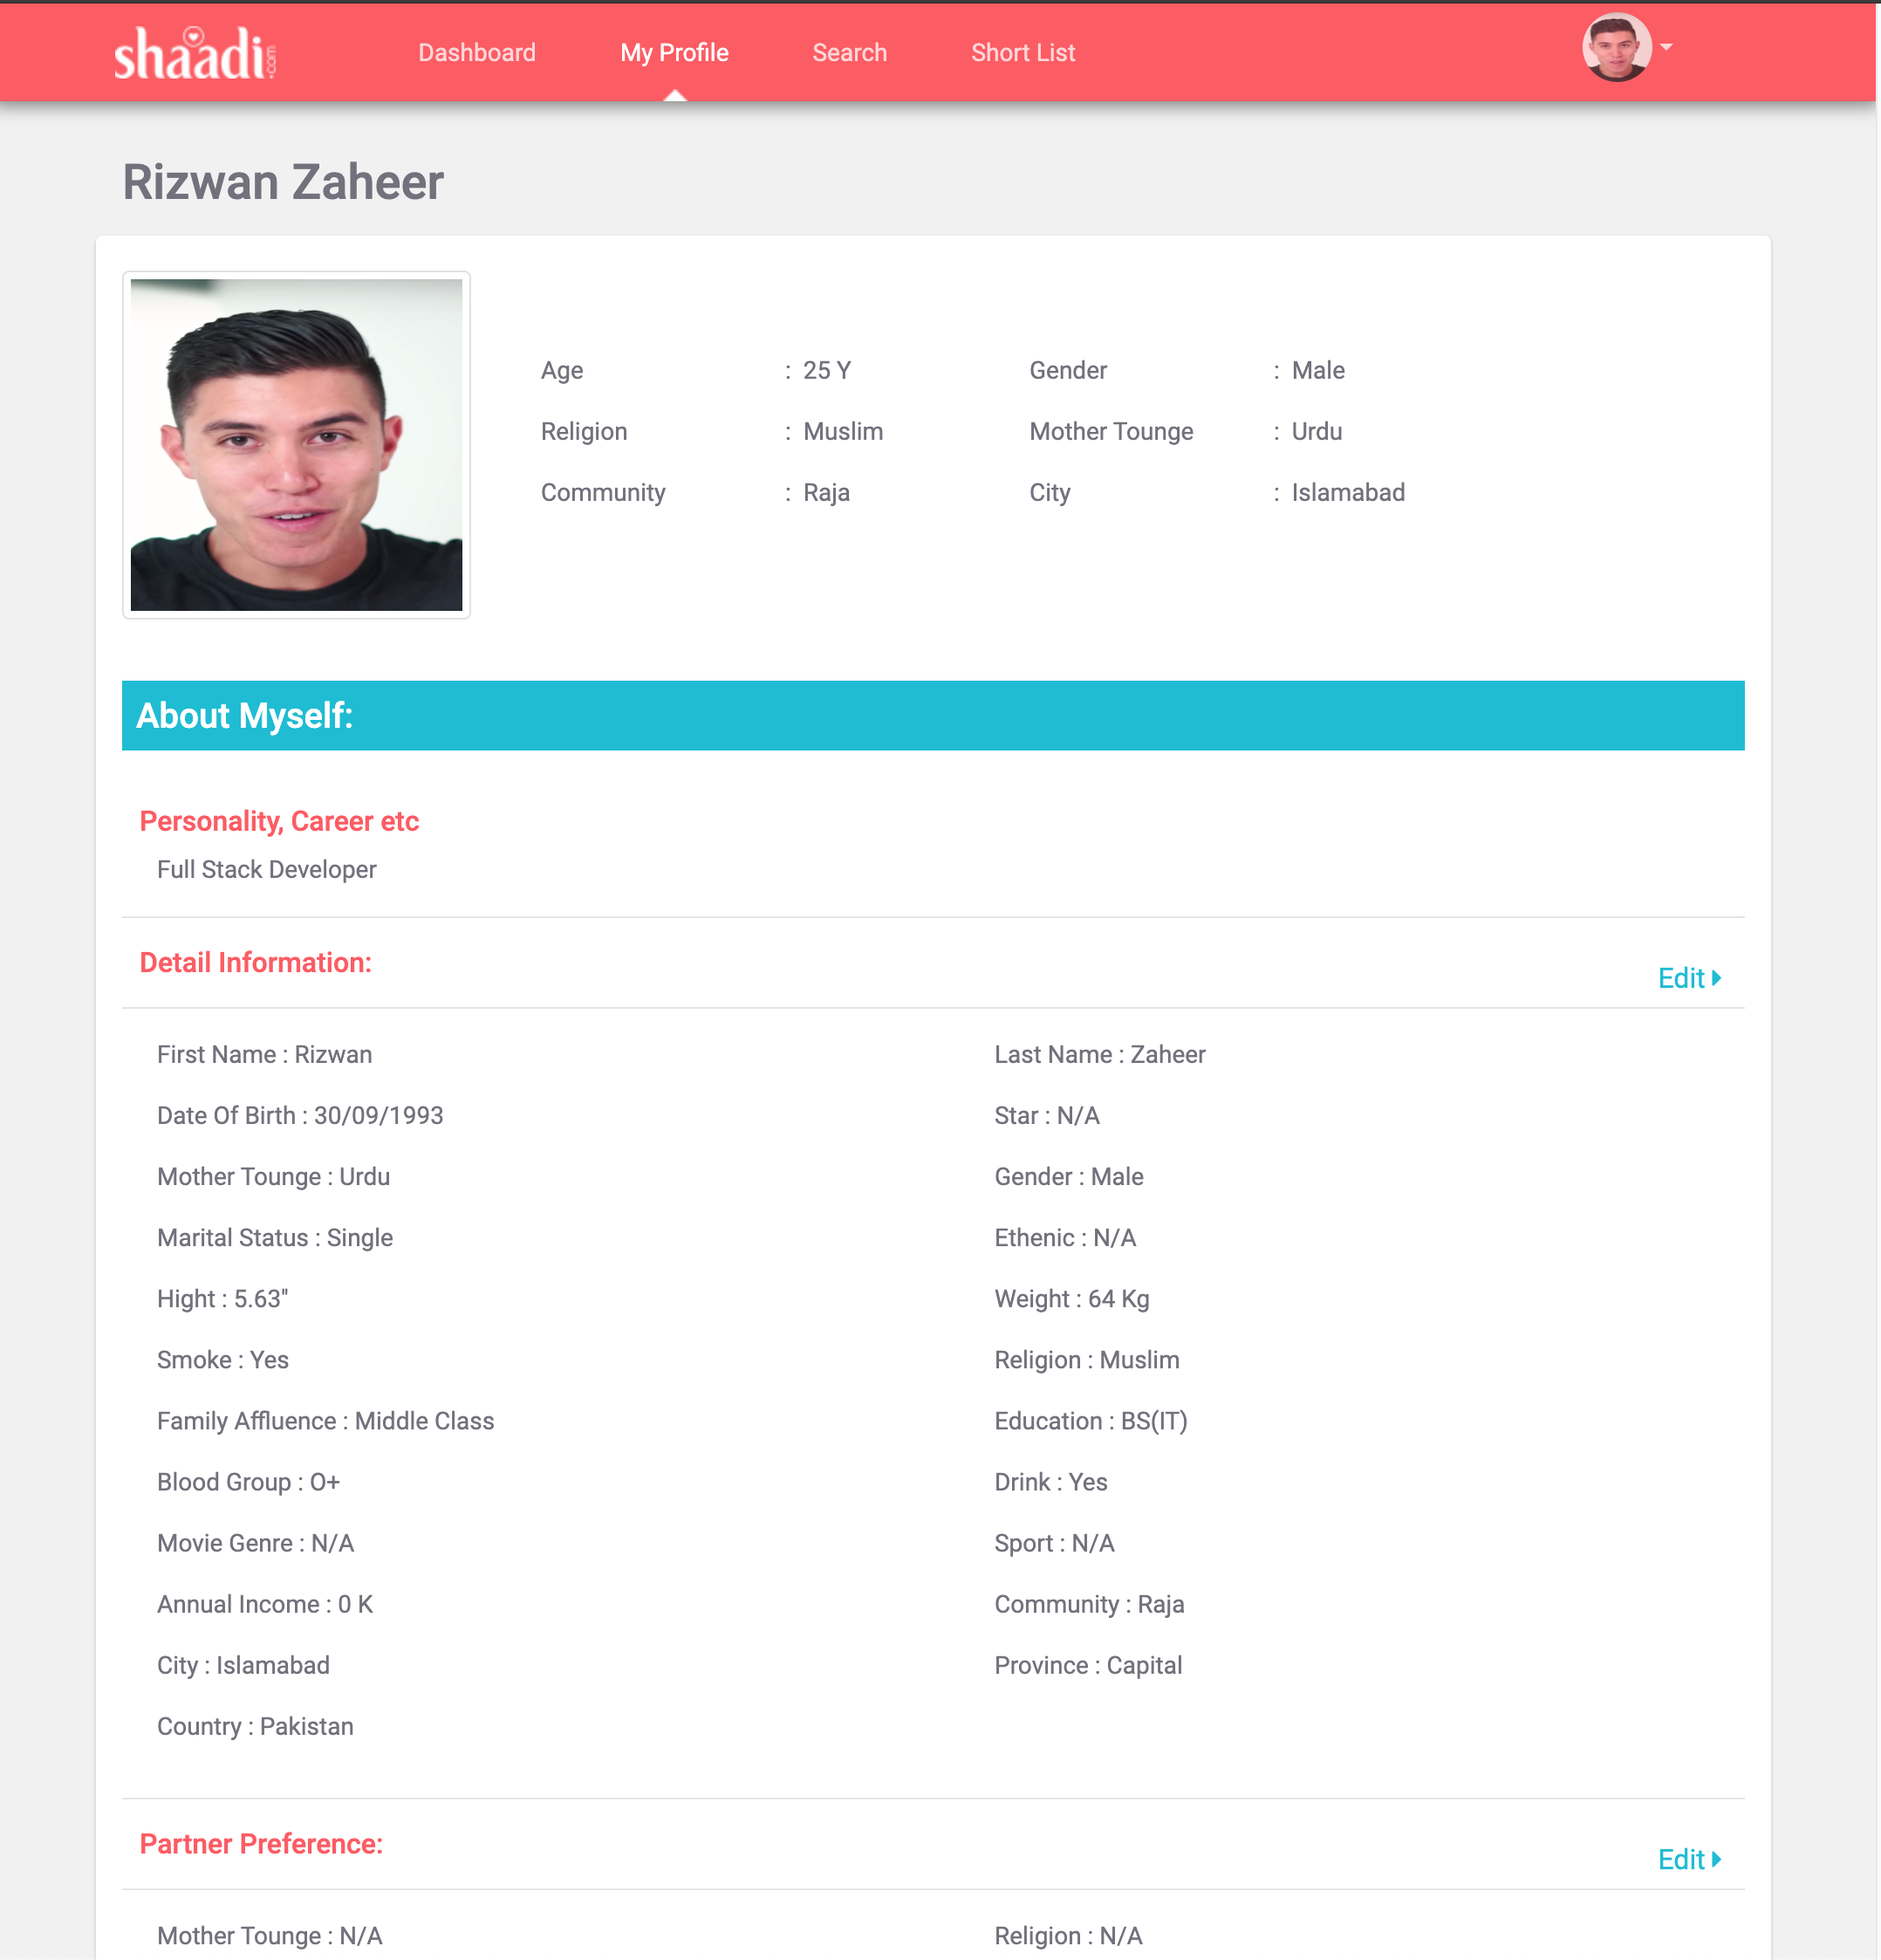 shaadi.com
Dashboard My Profile Search Short List
Rizwan Zaheer
Age : 25 Y Gender : Male
Religion : Muslim Mother Tounge : Urdu
Community : Raja City : Islamabad
About Myself:
Personality, Career etc
Full Stack Developer
Detail Information:
Edit
First Name : Rizwan Last Name : Zaheer
Date Of Birth : 30/09/1993 Star : N/A
Mother Tounge : Urdu Gender : Male
Marital Status : Single Ethenic : N/A
Hight : 5.63" Weight : 64 Kg
Smoke : Yes Religion : Muslim
Family Affluence : Middle Class Education : BS(IT)
Blood Group : O+ Drink : Yes
Movie Genre : N/A Sport : N/A
Annual Income : 0 K Community : Raja
City : Islamabad Province : Capital
Country : Pakistan
Partner Preference:
Edit
Mother Tounge : N/A Religion : N/A